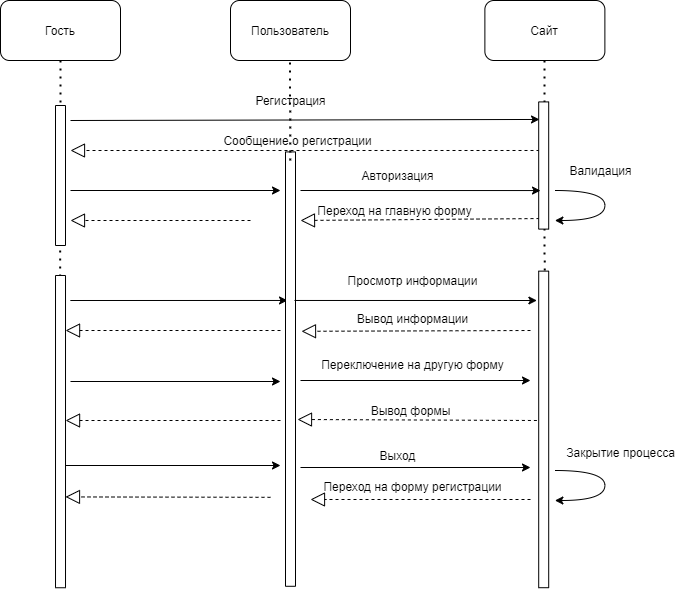 Гость
Пользователь
Сайт
Регистрация
Сообщение о регистрации
Авторизация
Валидация
Переход на главную форму
Просмотр информации
Вывод информации
Переключение на другую форму
Вывод формы
Выход
Закрытие процесса
Переход на форму регистрации